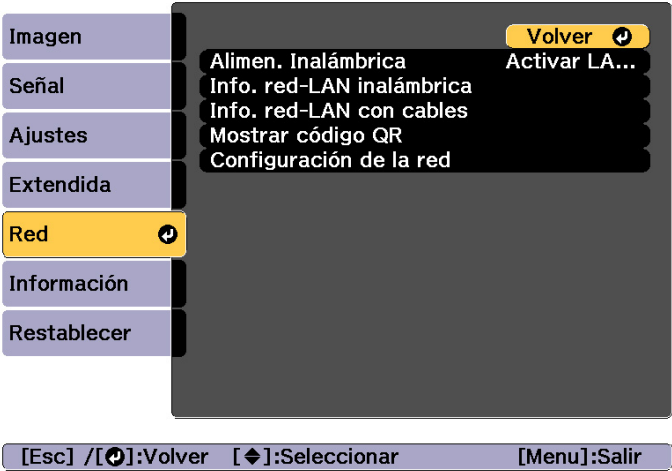 Imagen
Señal
Ajustes
Extendida
Red
Información
Restablecer
Volver
Alimen. Inalámbrica Activar LA...
Info. red-LAN inalámbrica
Info. red-LAN con cables
Mostrar código QR
Configuración de la red
[Esc] /[⏎]:Volver [◆]:Seleccionar [Menu]:Salir